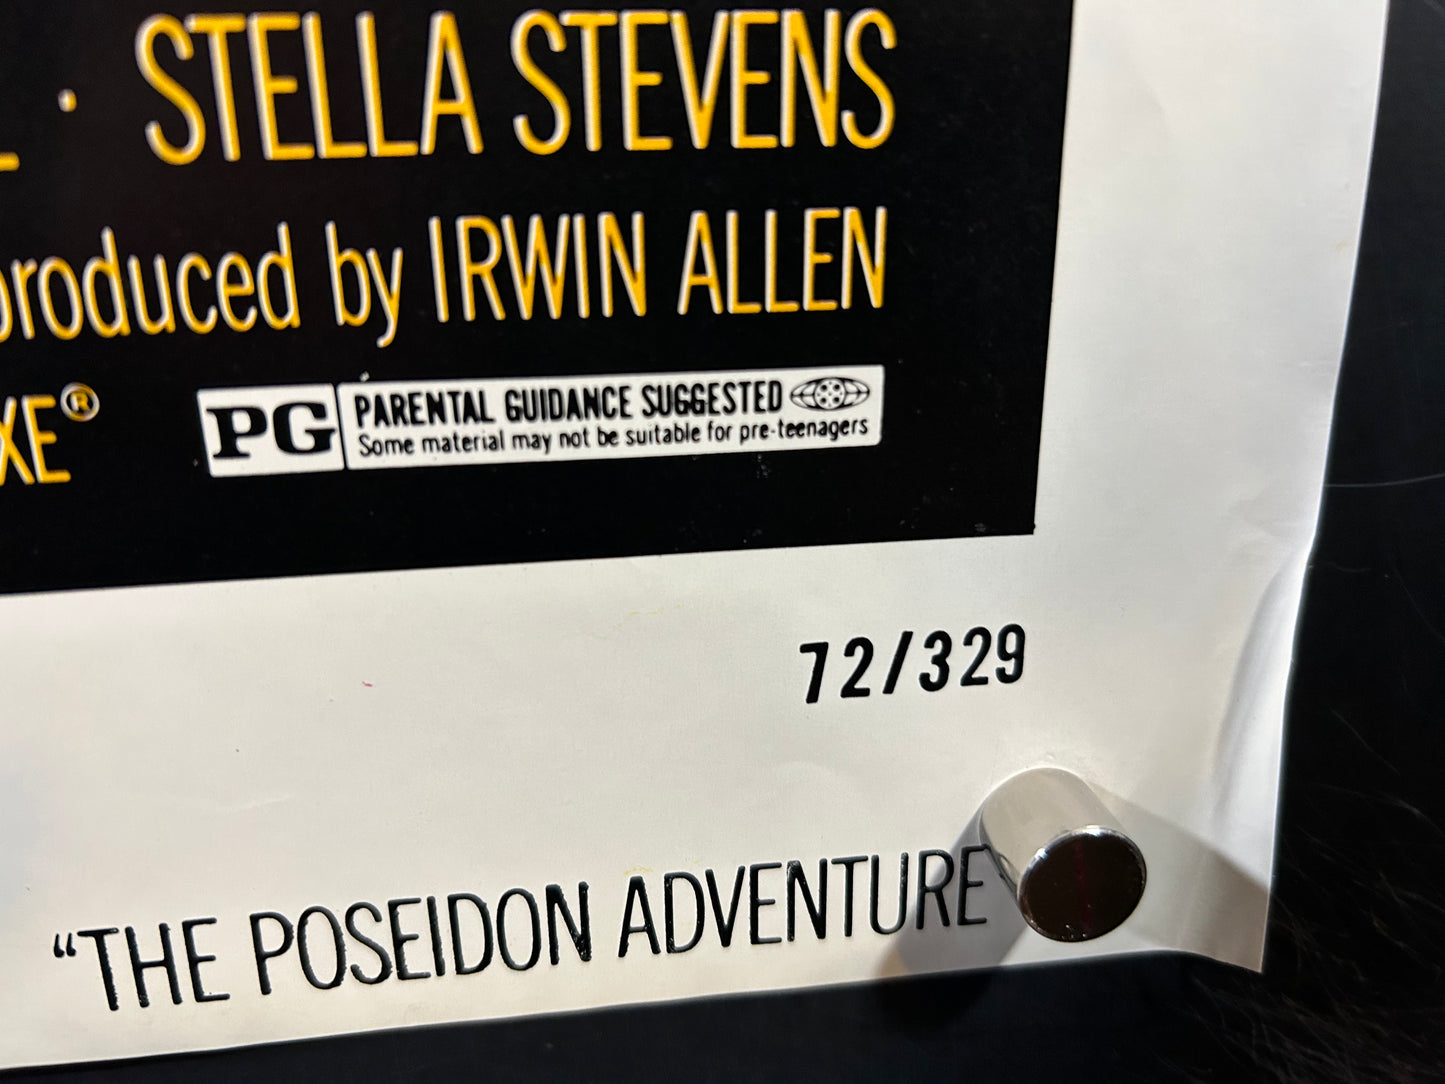 · STELLA STEVENS
produced by IRWIN ALLEN
XE®
PG PARENTAL GUIDANCE SUGGESTED
Some material may not be suitable for pre-teenagers
72/329
"THE POSEIDON ADVENTURE